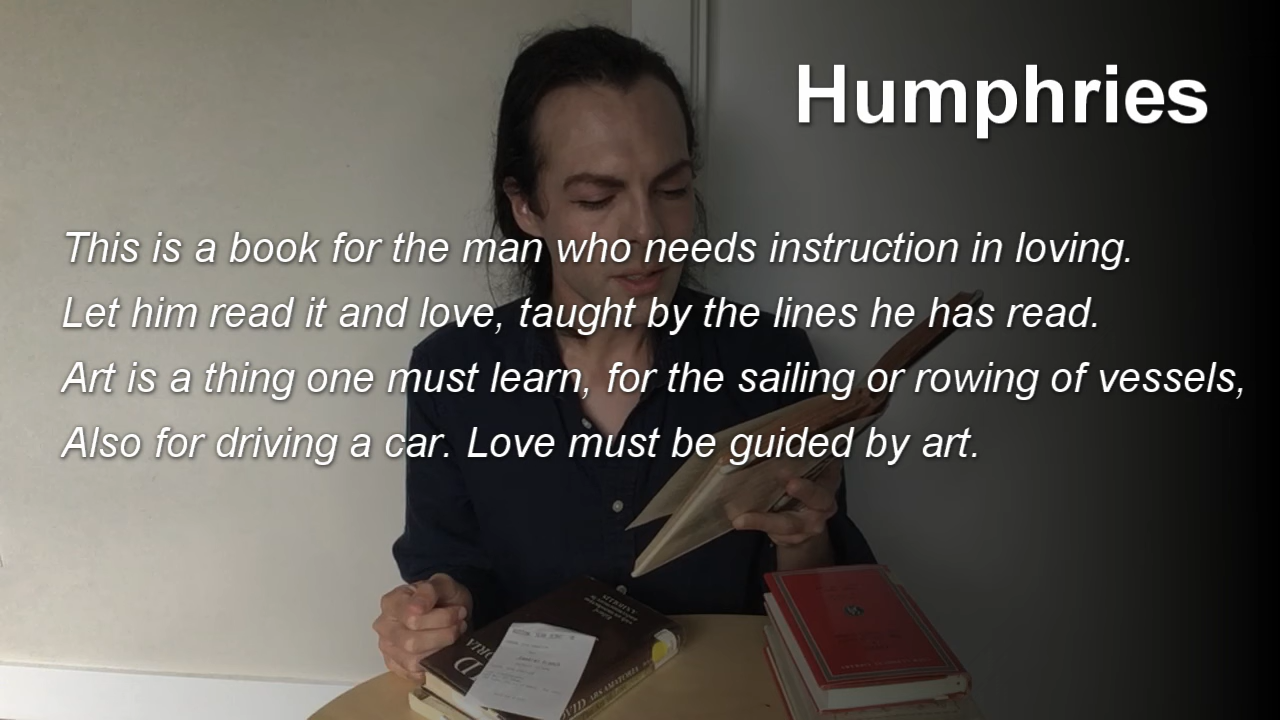 Humphries
This is a book for the man who needs instruction in loving.
Let him read it and love, taught by the lines he has read.
Art is a thing one must learn, for the sailing or rowing of vessels,
Also for driving a car. Love must be guided by art.
ARS AMATORIA